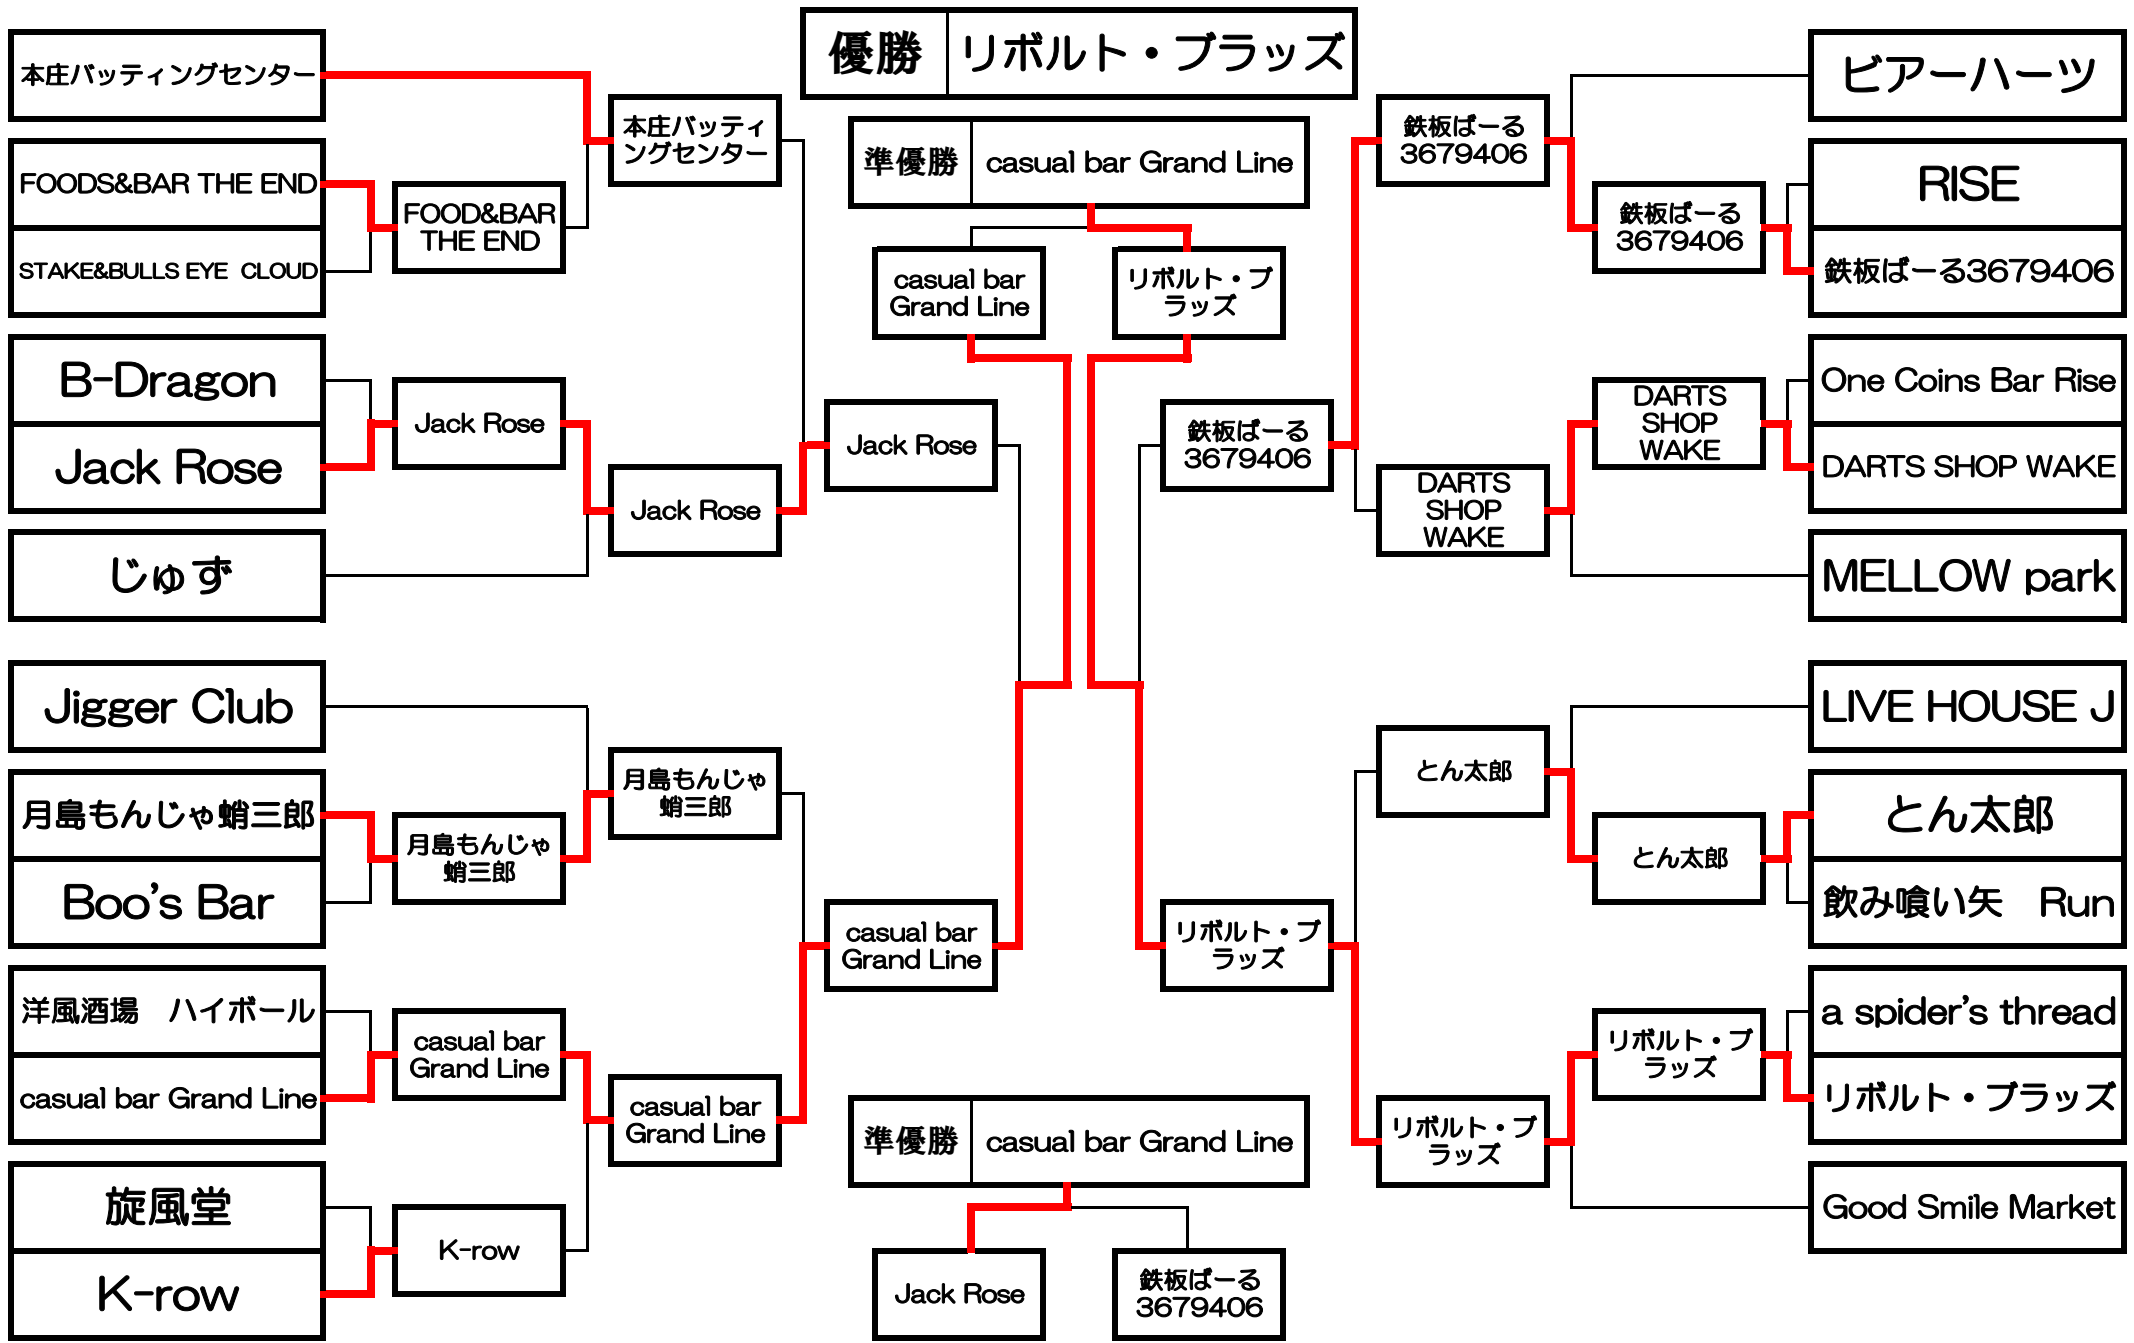 優勝 リボルト・ブラッズ
準優勝 casual bar Grand Line
casual bar
Grand Line
リボルト・ブ
ラッズ
本庄バッティングセンター
FOODS&BAR THE END
STAKE&BULLS EYE CLOUD
B-Dragon
Jack Rose
じゅず
Jigger Club
月島もんじゃ蛸三郎
Boo's Bar
洋風酒場 ハイボール
casual bar Grand Line
旋風堂
K-row
FOOD&BAR
THE END
Jack Rose
月島もんじゃ
蛸三郎
casual bar
Grand Line
K-row
本庄バッティ
ングセンター
Jack Rose
月島もんじゃ
蛸三郎
casual bar
Grand Line
Jack Rose
casual bar
Grand Line
鉄板ばーる
3679406
リボルト・ブ
ラッズ
鉄板ばーる
3679406
DARTS
SHOP
WAKE
とん太郎
リボルト・ブ
ラッズ
鉄板ばーる
3679406
DARTS
SHOP
WAKE
とん太郎
リボルト・ブ
ラッズ
ビアーハーツ
RISE
鉄板ばーる3679406
One Coins Bar Rise
DARTS SHOP WAKE
MELLOW park
LIVE HOUSE J
とん太郎
飲み喰い矢 Run
a spider's thread
リボルト・ブラッズ
Good Smile Market
準優勝 casual bar Grand Line
Jack Rose
鉄板ばーる
3679406